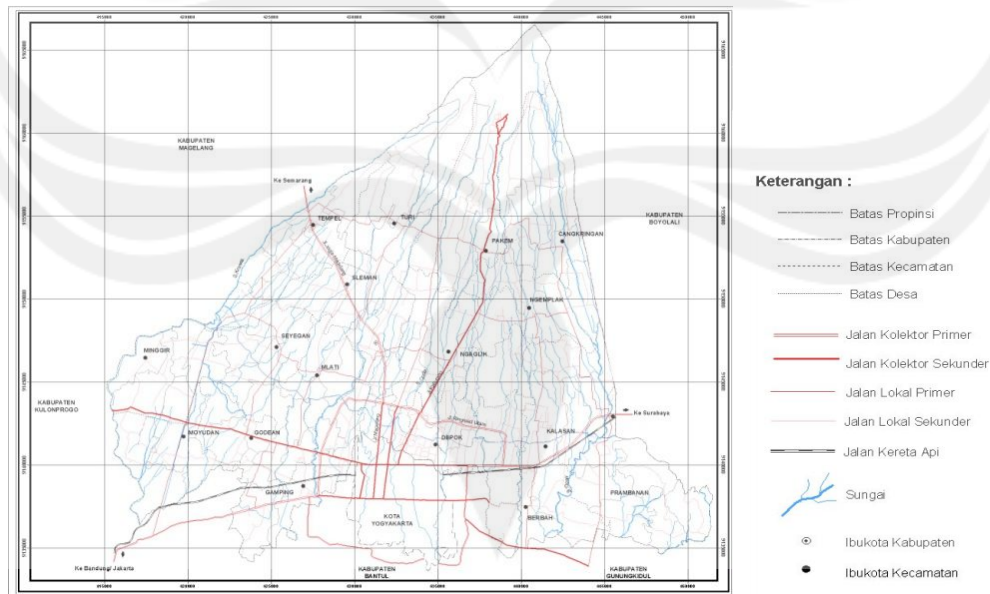 KABUPATEN
MAGELANG
Ke Semarang
TEMPEL
TURI
KABUPATEN
BOYOLALI
CANGKRINGAN
PAKEM
SLEMAN
NGEMPLAK
SEYEGAN
MINGGIR
NGAGLIK
MLATI
KABUPATEN
KULONPROGO
Ke Surabaya
MOYUDAN
GODEAN
DEPOK
KALASAN
GAMPING
PRAMBANAN
KOTA
YOGYAKARTA
BERBAH
Ke Bandung/ Jakarta
KABUPATEN
BANTUL
KABUPATEN
GUNUNGKIDUL
Keterangan :
Batas Propinsi
Batas Kabupaten
Batas Kecamatan
Batas Desa
Jalan Kolektor Primer
Jalan Kolektor Sekunder
Jalan Lokal Primer
Jalan Lokal Sekunder
Jalan Kereta Api
Sungai
Ibukota Kabupaten
Ibukota Kecamatan